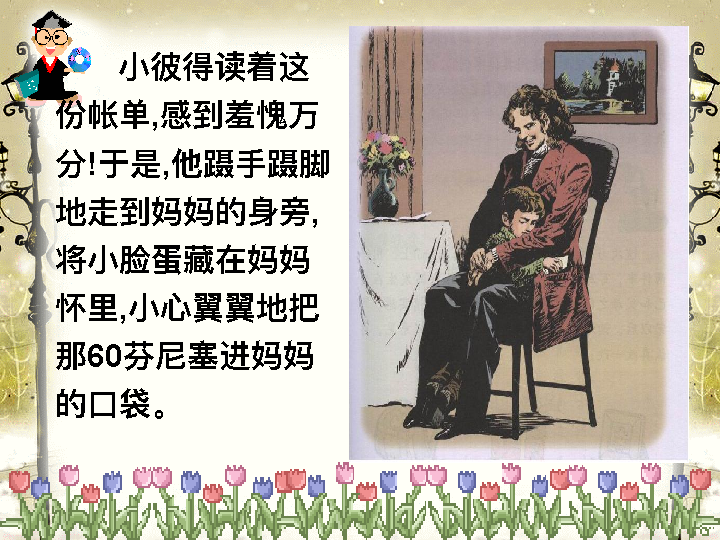 小彼得读着这
份帐单,感到羞愧万
分!于是,他蹑手蹑脚
地走到妈妈的身旁,
将小脸蛋藏在妈妈
怀里,小心翼翼地把
那60芬尼塞进妈妈
的口袋。